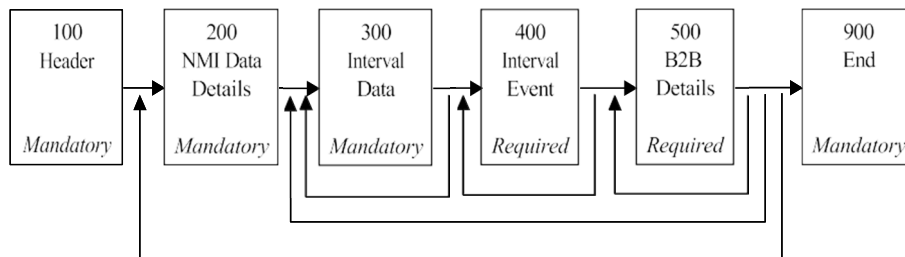 100
Header
Mandatory
200
NMI Data
Details
Mandatory
300
Interval
Data
Mandatory
400
Interval
Event
Required
500
B2B
Details
Required
900
End
Mandatory